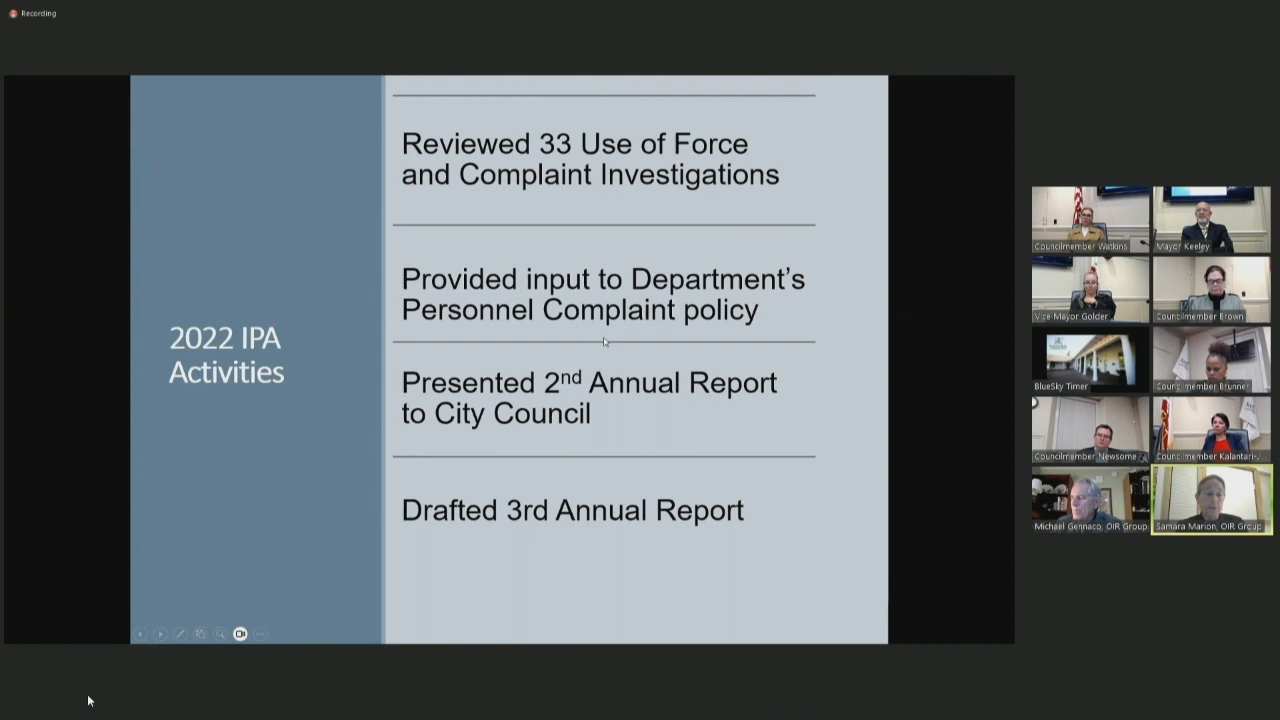 Recording
Reviewed 33 Use of Force
and Complaint Investigations
Provided input to Department’s
Personnel Complaint policy
2022 IPA
Activities
Presented 2nd Annual Report
to City Council
Drafted 3rd Annual Report
Councilmember Watkins
Mayor Keeley
Vice Mayor Golder
Councilmember Brown
BlueSky Timer
Councilmember Brunner
Councilmember Newsome
Councilmember Kalantari-...
Michael Gennaco, OIR Group
Samara Marion, OIR Group